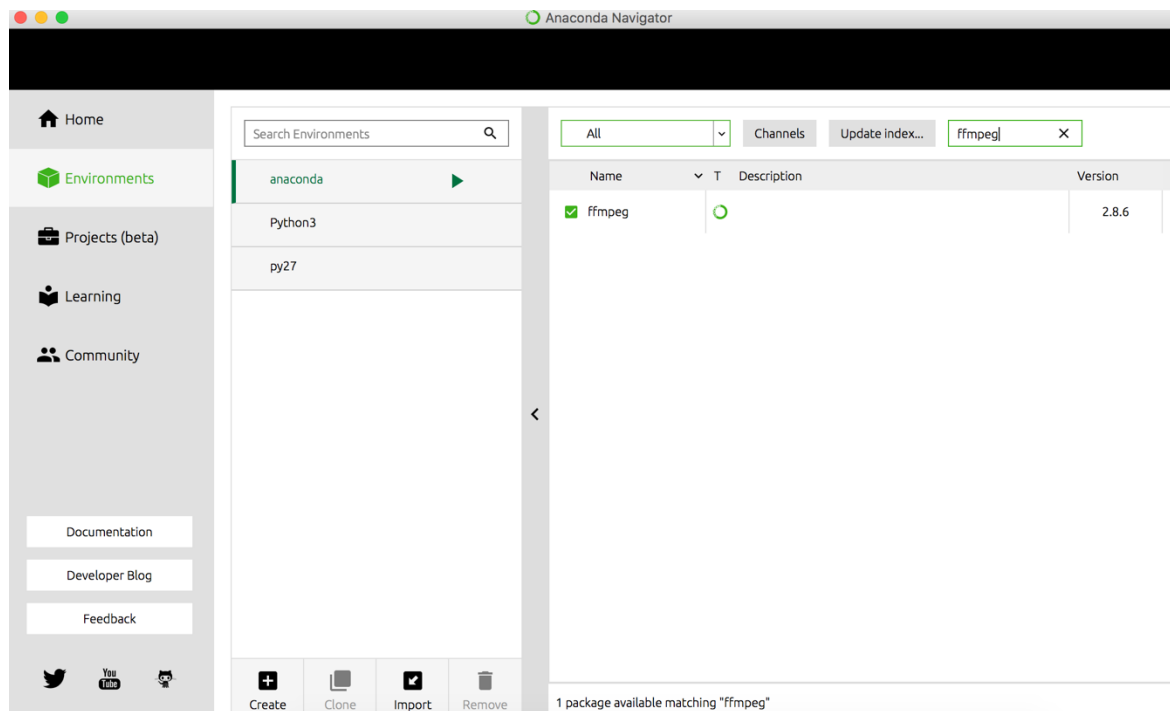 Anaconda Navigator
Home
Environments
Projects (beta)
Learning
Community
Documentation
Developer Blog
Feedback
You
Tube
Search Environments
anaconda
Python3
py27
Create
Clone
Import
Remove
All
Channels
Update index...
ffmpeg
Name
T
Description
Version
ffmpeg
2.8.6
1 package available matching "ffmpeg"